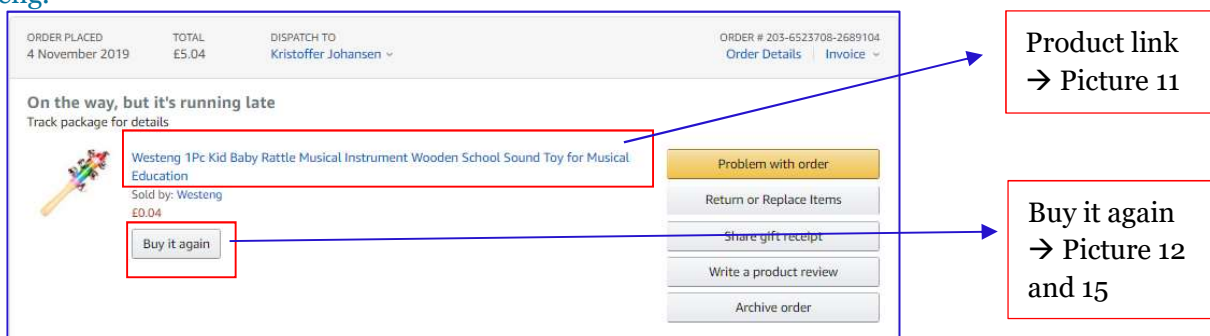 ORDER PLACED TOTAL DISPATCH TO ORDER # 203-6523708-2689104
4 November 2019 £5.04 Kristoffer Johansen Order Details Invoice
On the way, but it's running late
Track package for details
Westeng 1Pc Kid Baby Rattle Musical Instrument Wooden School Sound Toy for Musical
Education
Sold by: Westeng
£0.04
Buy it again
Problem with order
Return or Replace Items
Share gift receipt
Write a product review
Archive order
Product link
→ Picture 11
Buy it again
→ Picture 12
and 15